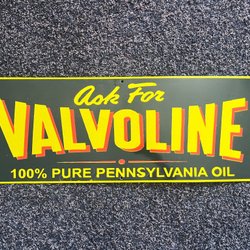 Ask For
VALVOLINE
100% PURE PENNSYLVANIA OIL